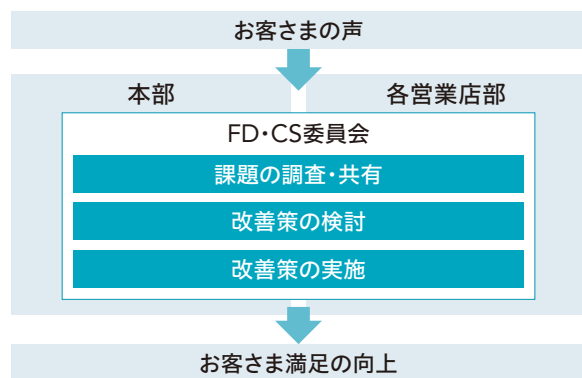 お客さまの声
本部
各営業店部
FD・CS委員会
課題の調査・共有
改善策の検討
改善策の実施
お客さま満足の向上